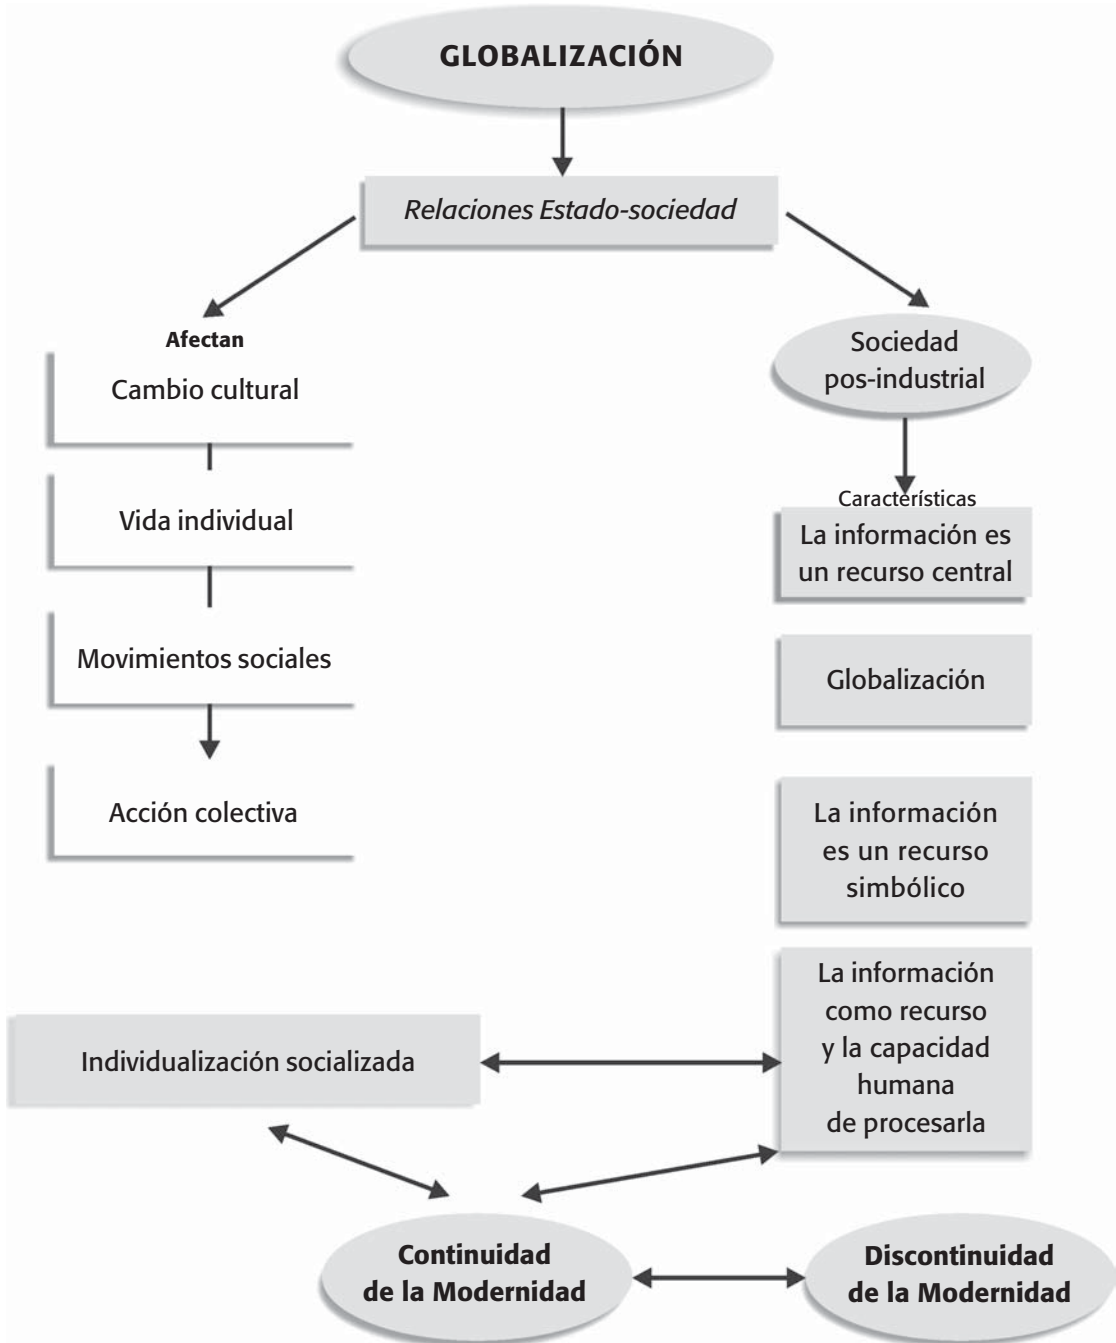 GLOBALIZACIÓN
Relaciones Estado-sociedad
Afectan
Cambio cultural
Vida individual
Movimientos sociales
Acción colectiva
Sociedad
pos-industrial
Características
La información es
un recurso central
Globalización
La información
es un recurso
simbólico
La información
como recurso
y la capacidad
humana
de procesarla
Individualización socializada
Continuidad
de la Modernidad
Discontinuidad
de la Modernidad